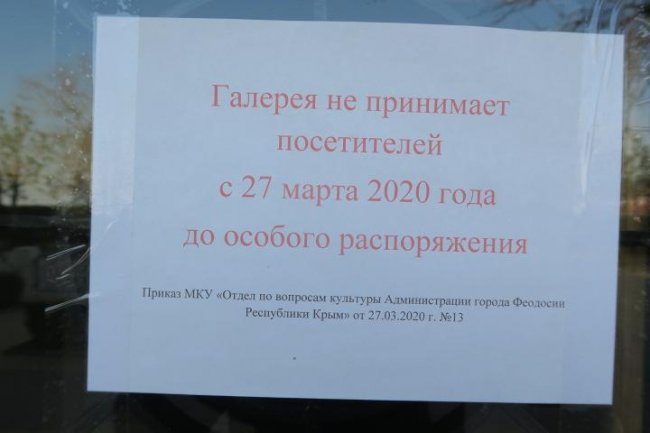 Галерея не принимает
посетителей
с 27 марта 2020 года
до особого распоряжения
Приказ МКУ «Отдел по вопросам культуры Администрации города Феодосии
Республики Крым» от 27.03.2020 г. №13